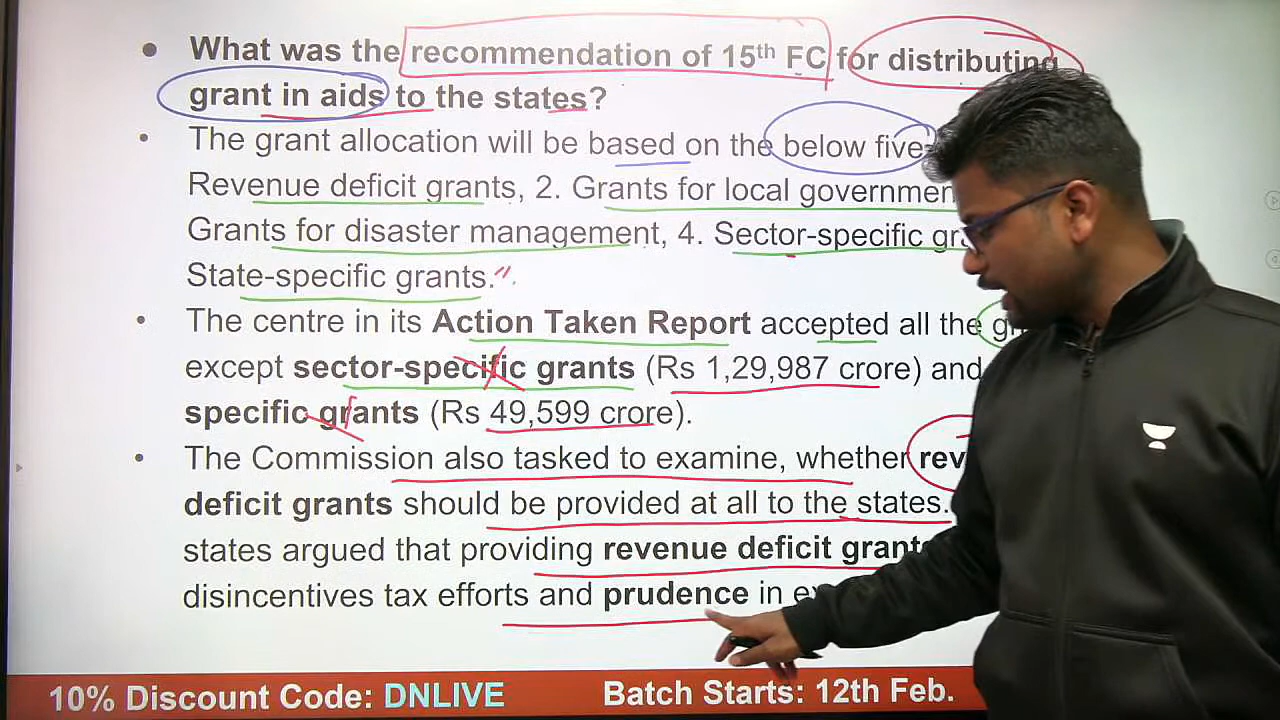 What was the recommendation of 15th FC for distributing
grant in aids to the states?
The grant allocation will be based on the below five
Revenue deficit grants, 2. Grants for local
Grants for disaster management, 4. Sector-specific
State-specific grants.
The centre in its Action Taken Report accepted all the
except sector-specific grants (Rs 1,29,987 crore) and
specific grants (Rs 49,599 crore).
The Commission also tasked to examine, whether
deficit grants should be provided at all to the states.
states argued that providing revenue deficit grants
disincentives tax efforts and prudence in
10% Discount Code: DNLIVE Batch Starts: 12th Feb.